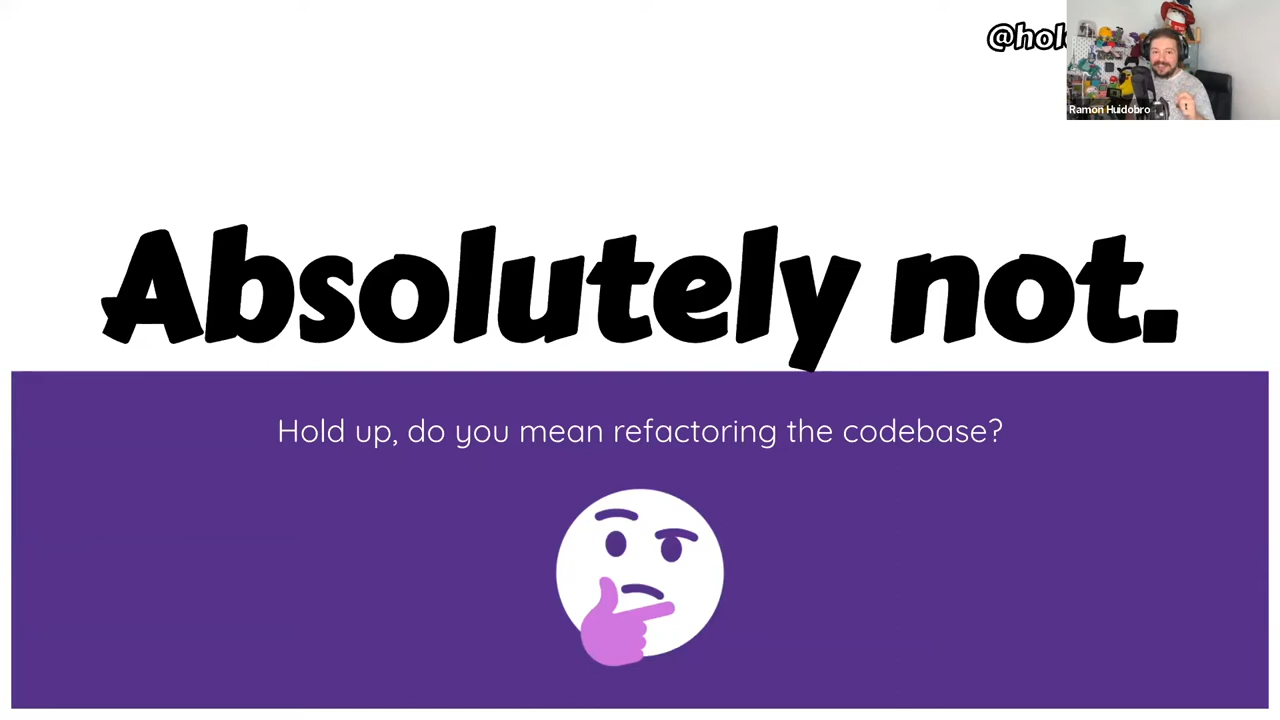 @hol
Ramon Huidobro
Absolutely not.
Hold up, do you mean refactoring the codebase?